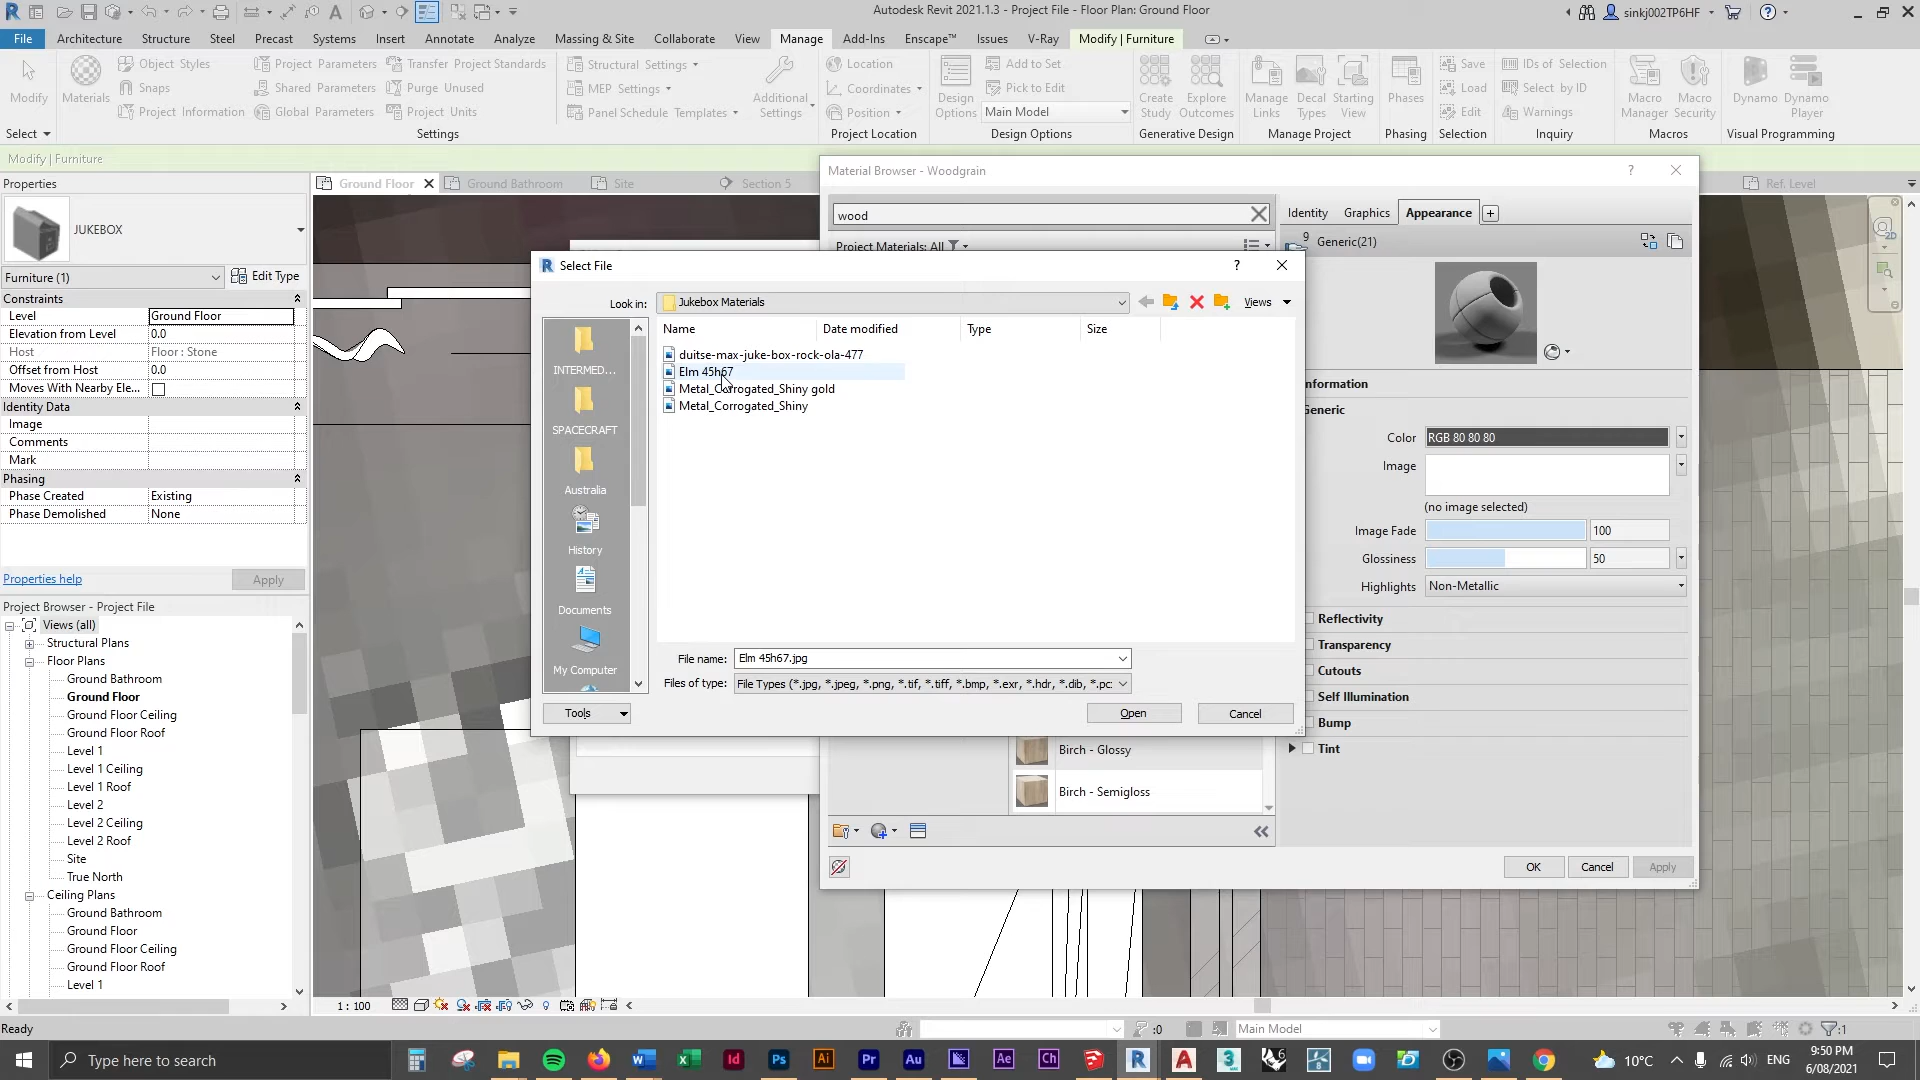 Autodesk Revit 2021.1.3 - Project File - Floor Plan: Ground Floor
sinkj002TP6HF
File Architecture Structure Steel Precast Systems Insert Annotate Analyze Massing & Site Collaborate View Manage Add-Ins Enscape™ Issues V-Ray Modify | Furniture
Modify
Materials
Object Styles
Snaps
Project Information
Project Parameters
Shared Parameters
Global Parameters
Transfer Project Standards
Purge Unused
Project Units
Structural Settings
MEP Settings
Panel Schedule Templates
Additional Settings
Location
Coordinates
Position
Design Options
Add to Set
Pick to Edit
Main Model
Create Study
Explore Outcomes
Manage Links
Decal Types
Starting View
Phases
Save
Load
Edit
IDs of Selection
Select by ID
Warnings
Macro Manager
Macro Security
Dynamo
Dynamo Player
Select
Settings
Project Location
Design Options
Generative Design
Manage Project
Phasing
Selection
Inquiry
Macros
Visual Programming
Modify | Furniture
Properties
JUKEBOX
Furniture (1)
Edit Type
Constraints
Level Ground Floor
Elevation from Level 0.0
Host Floor : Stone
Offset from Host 0.0
Moves With Nearby Ele...
Identity Data
Image
Comments
Mark
Phasing
Phase Created Existing
Phase Demolished None
Properties help
Apply
Project Browser - Project File
Views (all)
Structural Plans
Floor Plans
Ground Bathroom
Ground Floor
Ground Floor Ceiling
Ground Floor Roof
Level 1
Level 1 Ceiling
Level 1 Roof
Level 2
Level 2 Ceiling
Level 2 Roof
Site
True North
Ceiling Plans
Ground Bathroom
Ground Floor
Ground Floor Ceiling
Ground Floor Roof
Level 1
Ground Floor
Ground Bathroom
Site
Section 5
Ref. Level
Material Browser - Woodgrain
wood
Project Materials: All
Birch - Glossy
Birch - Semigloss
Identity Graphics Appearance
9 Generic(21)
nformation
Generic
Color RGB 80 80 80
Image
(no image selected)
Image Fade 100
Glossiness 50
Highlights Non-Metallic
Reflectivity
Transparency
Cutouts
Self Illumination
Bump
Tint
OK Cancel Apply
Select File
Look in: Jukebox Materials
Views
Name Date modified Type Size
duitse-max-juke-box-rock-ola-477
Elm 45h67
Metal_Corrogated_Shiny gold
Metal_Corrogated_Shiny
INTERMED...
SPACECRAFT
Australia
History
Documents
My Computer
File name: Elm 45h67.jpg
Files of type: File Types (*.jpg, *.jpeg, *.png, *.tif, *.tiff, *.bmp, *.exr, *.hdr, *.dib, *.pc:
Tools
Open
Cancel
1 : 100
Ready
:0
Main Model
:1
Type here to search
10°C
ENG
9:50 PM
6/08/2021